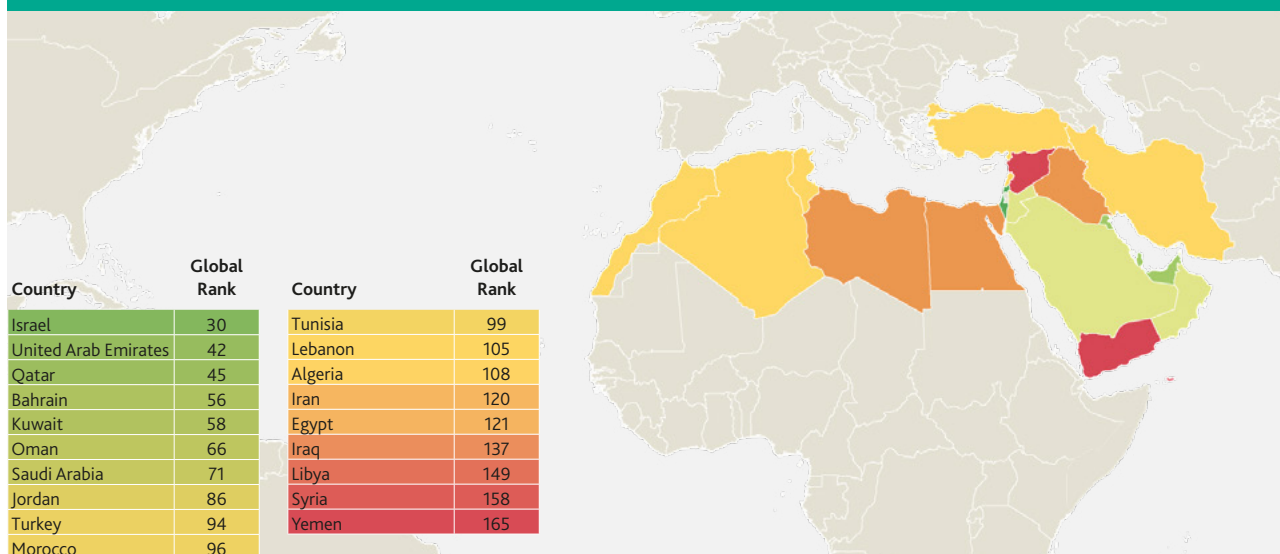 Country Global Rank
Israel 30
United Arab Emirates 42
Qatar 45
Bahrain 56
Kuwait 58
Oman 66
Saudi Arabia 71
Jordan 86
Turkey 94
Morocco 96
Country Global Rank
Tunisia 99
Lebanon 105
Algeria 108
Iran 120
Egypt 121
Iraq 137
Libya 149
Syria 158
Yemen 165